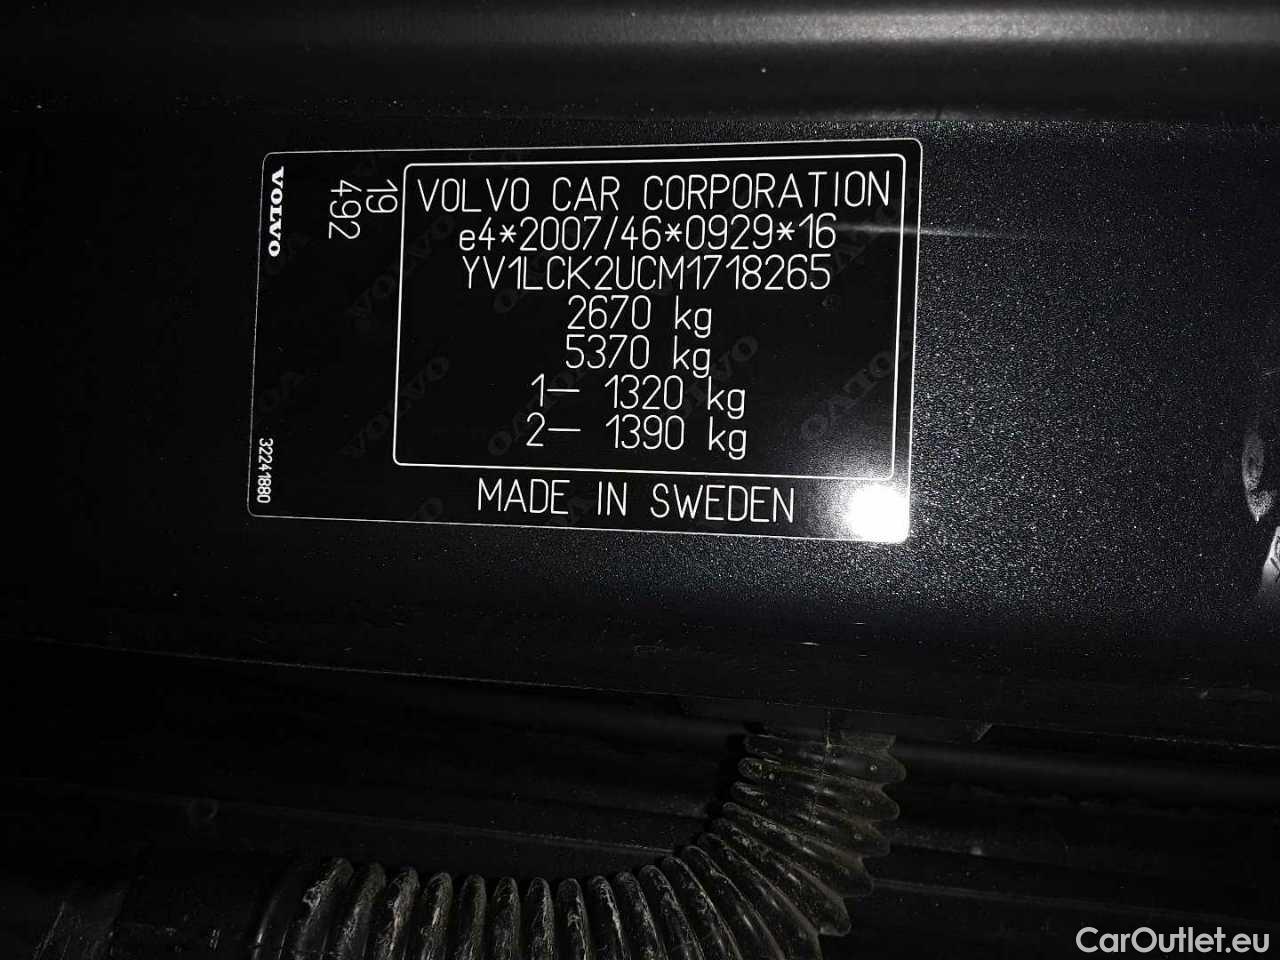 VOLVO
19
492
VOLVO CAR CORPORATION
e4*2007/46*0929*16
YV1LCK2UCM1718265
2670 kg
5370 kg
1– 1320 kg
2– 1390 kg
MADE IN SWEDEN
32241880
CarOutlet.eu